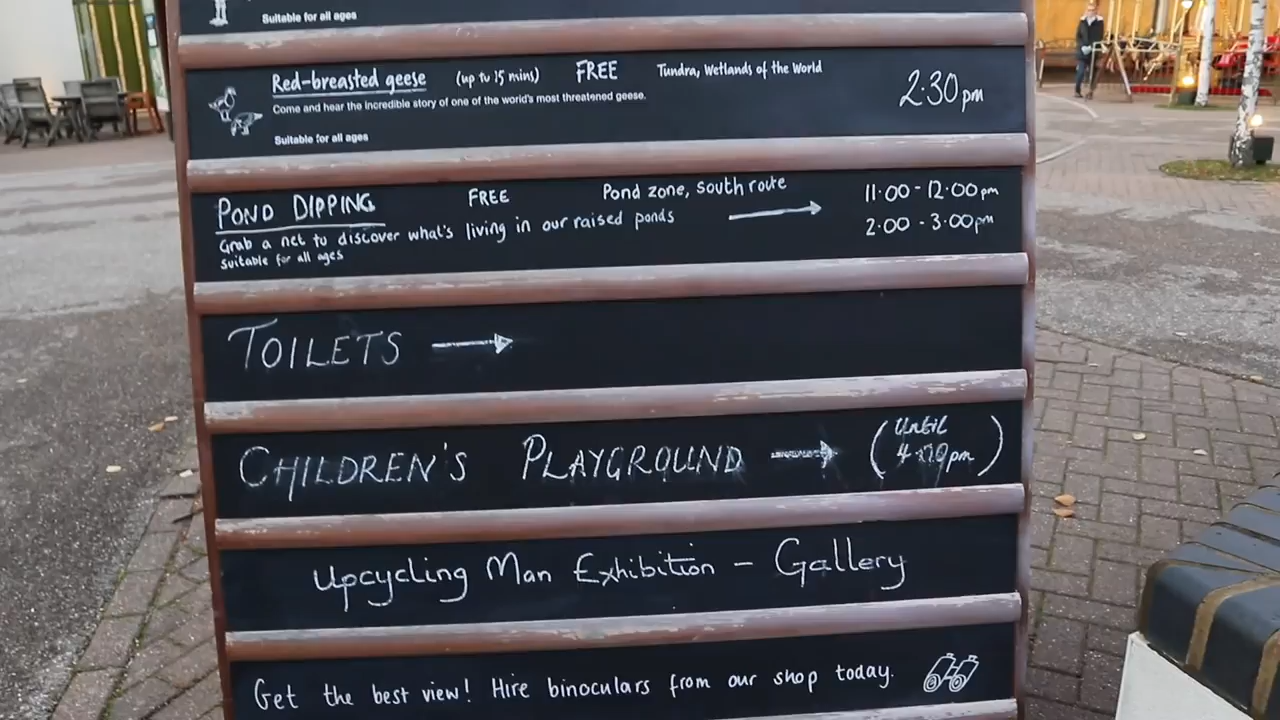 Suitable for all ages
Red-breasted geese (up to 15 mins) FREE Tundra, Wetlands of the World 2.30pm
Come and hear the incredible story of one of the world's most threatened geese.
Suitable for all ages
POND DIPPING FREE Pond zone, south route 11.00-12.00pm
Grab a net to discover what's living in our raised ponds 2.00-3.00pm
Suitable for all ages
TOILETS →
CHILDREN'S PLAYGROUND → (Until
pm)
Upcycling Man Exhibition - Gallery
Get the best view! Hire binoculars from our shop today.